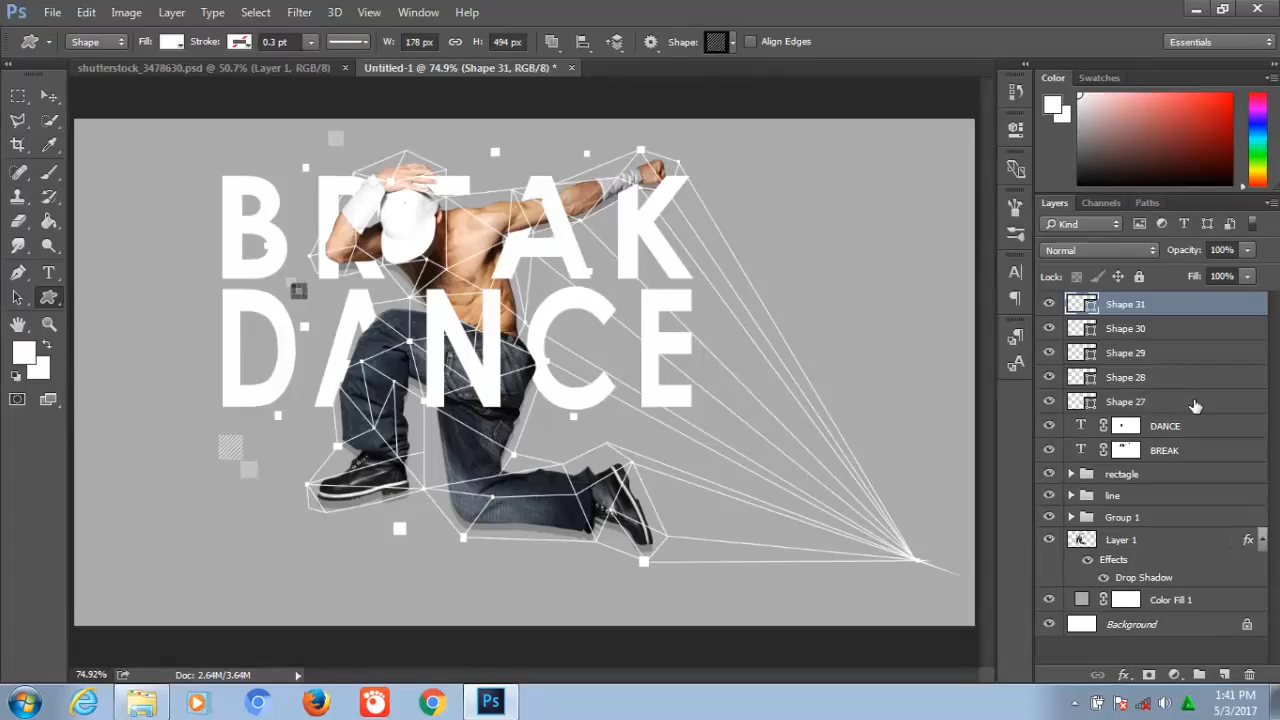 Ps File Edit Image Layer Type Select Filter 3D View Window Help
Shape Fill: Stroke: 0.3 pt W: 178 px H: 494 px Shape: Align Edges Essentials
shutterstock_3478630.psd @ 50.7% (Layer 1, RGB/8) × Untitled-1 @ 74.9% (Shape 31, RGB/8) * ×
Color Swatches
BREAK
DANCE
Layers Channels Paths
Kind
Normal Opacity: 100%
Lock: Fill: 100%
Shape 31
Shape 30
Shape 29
Shape 28
Shape 27
T DANCE
T BREAK
rectagle
line
Group 1
Layer 1 fx
Effects
Drop Shadow
Color Fill 1
Background
74.92% Doc: 2.64M/3.64M
Ps
1:41 PM
5/3/2017